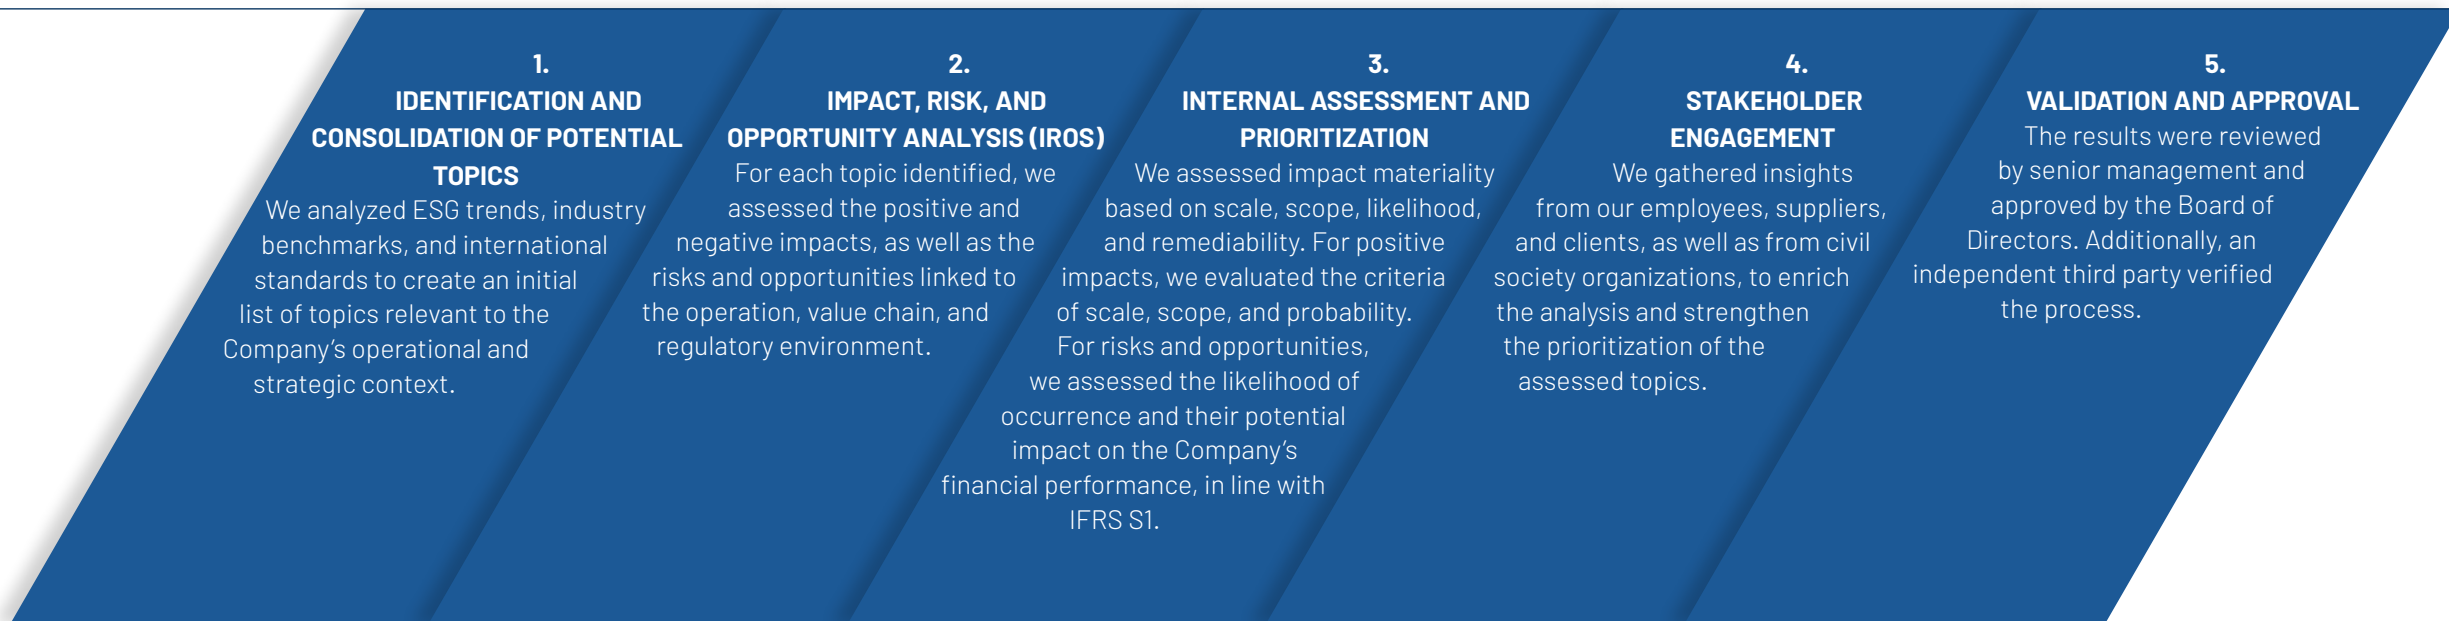 1.
IDENTIFICATION AND
CONSOLIDATION OF POTENTIAL
TOPICS
We analyzed ESG trends, industry
benchmarks, and international
standards to create an initial
list of topics relevant to the
Company’s operational and
strategic context.
2.
IMPACT, RISK, AND
OPPORTUNITY ANALYSIS (IROS)
For each topic identified, we
assessed the positive and
negative impacts, as well as the
risks and opportunities linked to
the operation, value chain, and
regulatory environment.
3.
INTERNAL ASSESSMENT AND
PRIORITIZATION
We assessed impact materiality
based on scale, scope, likelihood,
and remediability. For positive
impacts, we evaluated the criteria
of scale, scope, and probability.
For risks and opportunities,
we assessed the likelihood of
occurrence and their potential
impact on the Company’s
financial performance, in line with
IFRS S1.
4.
STAKEHOLDER
ENGAGEMENT
We gathered insights
from our employees, suppliers,
and clients, as well as from civil
society organizations, to enrich
the analysis and strengthen
the prioritization of the
assessed topics.
5.
VALIDATION AND APPROVAL
The results were reviewed
by senior management and
approved by the Board of
Directors. Additionally, an
independent third party verified
the process.